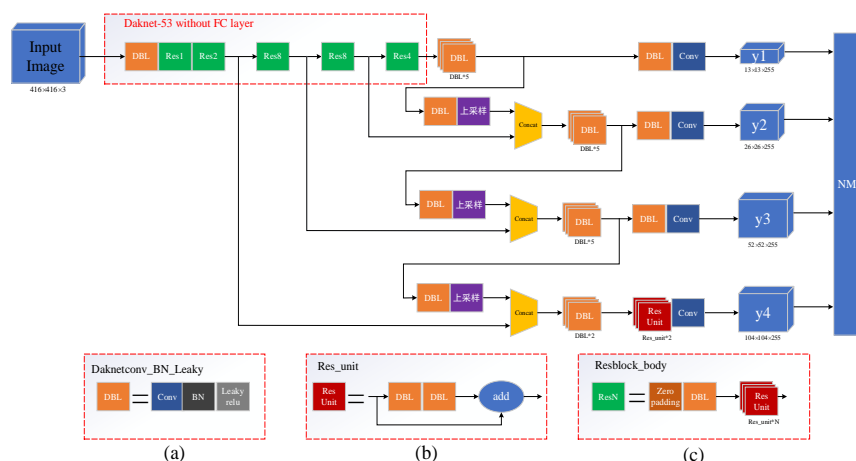 Daknet-53 without FC layer
Input
Image
416×416×3
DBL
Res1
Res2
Res8
Res8
Res4
DBL
DBL*5
DBL
Conv
y1
13×13×255
DBL
上采样
Concat
DBL
DBL*5
DBL
Conv
y2
26×26×255
NM
DBL
上采样
Concat
DBL
DBL*5
DBL
Conv
y3
52×52×255
DBL
上采样
Concat
DBL
DBL*2
Res
Unit
Res_unit*2
Conv
y4
104×104×255
Daknetconv_BN_Leaky
DBL
=
Conv
BN
Leaky
relu
(a)
Res_unit
Res
Unit
=
DBL
DBL
add
(b)
Resblock_body
ResN
=
Zero
padding
DBL
Res
Unit
Res_unit*N
(c)